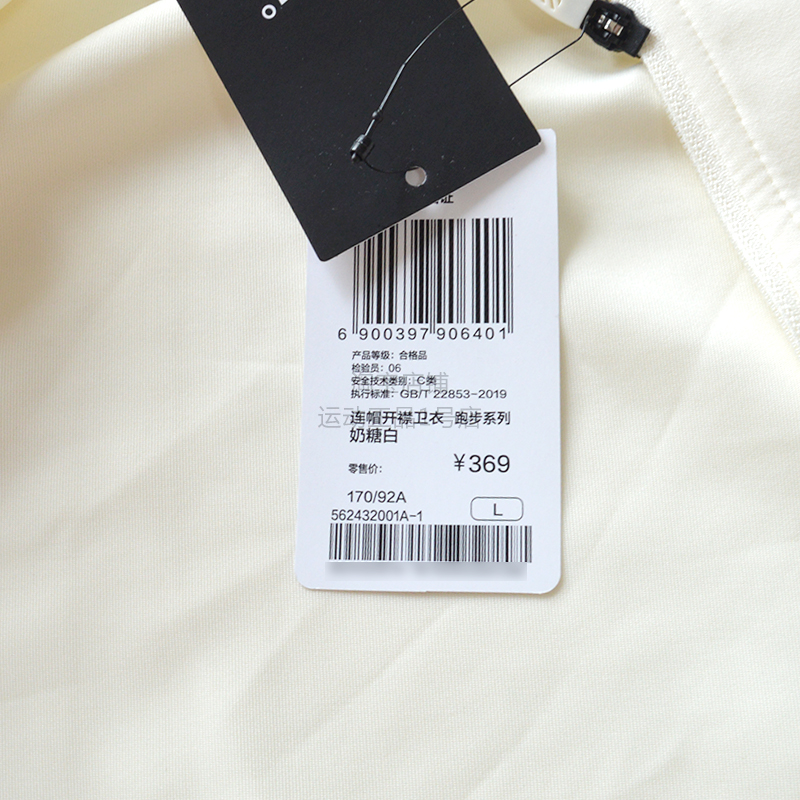 6 900397 906401
产品等级：合格品
检验员：06
安全技术类别：C类
执行标准：GB/T 22853-2019
连帽开襟卫衣 跑步系列
奶糖白
零售价：
￥369
170/92A
L
562432001A-1